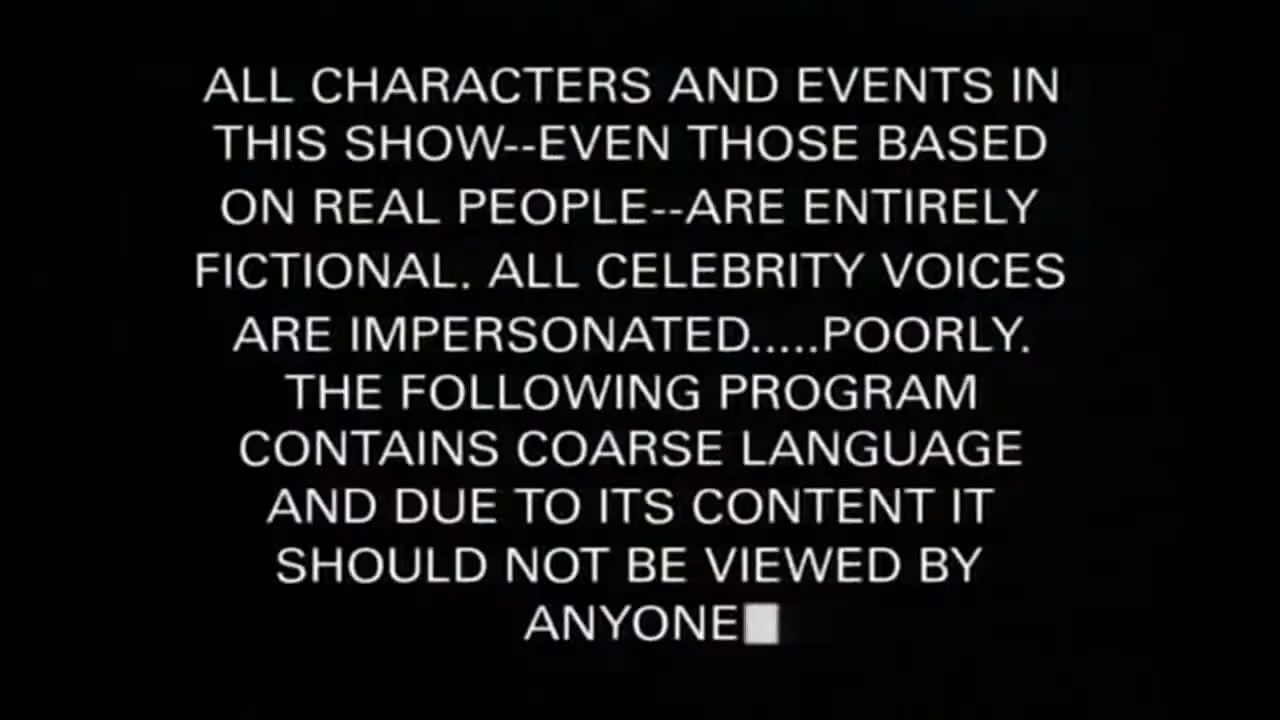 ALL CHARACTERS AND EVENTS IN
THIS SHOW--EVEN THOSE BASED
ON REAL PEOPLE--ARE ENTIRELY
FICTIONAL. ALL CELEBRITY VOICES
ARE IMPERSONATED.....POORLY.
THE FOLLOWING PROGRAM
CONTAINS COARSE LANGUAGE
AND DUE TO ITS CONTENT IT
SHOULD NOT BE VIEWED BY
ANYONE